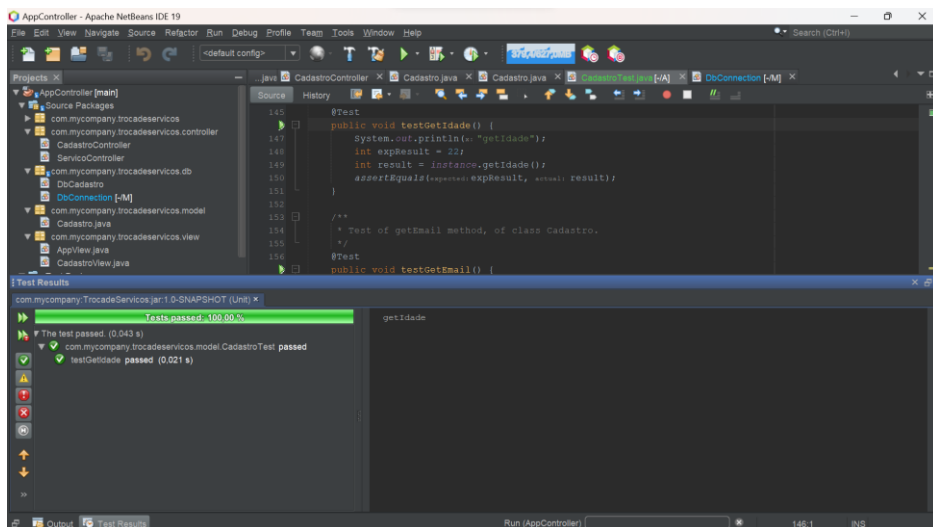 AppController - Apache NetBeans IDE 19
File Edit View Navigate Source Refactor Run Debug Profile Team Tools Window Help
Search (Ctrl+I)
<default config>
Projects
...java CadastroController Cadastro.java Cadastro.java CadastroTest.java [-/A] DbConnection [-/M]
AppController [main]
Source Packages
com.mycompany.trocadeservicos
com.mycompany.trocadeservicos.controller
CadastroController
ServicoController
com.mycompany.trocadeservicos.db
DbCadastro
DbConnection [-/M]
com.mycompany.trocadeservicos.model
Cadastro.java
com.mycompany.trocadeservicos.view
AppView.java
CadastroView.java
Source History
145 @Test
public void testGetIdade() {
147 System.out.println(x: "getIdade");
148 int expResult = 22;
149 int result = instance.getIdade();
150 assertEquals(expected: expResult, actual: result);
151 }
152
153 /**
154 * Test of getEmail method, of class Cadastro.
155 */
156 @Test
public void testGetEmail() {
Test Results
com.mycompany:TrocadeServicos:jar:1.0-SNAPSHOT (Unit)
Tests passed: 100,00 %
The test passed. (0,043 s)
com.mycompany.trocadeservicos.model.CadastroTest passed
testGetIdade passed (0,021 s)
getIdade
Output Test Results
Run (AppController)
146:1 INS